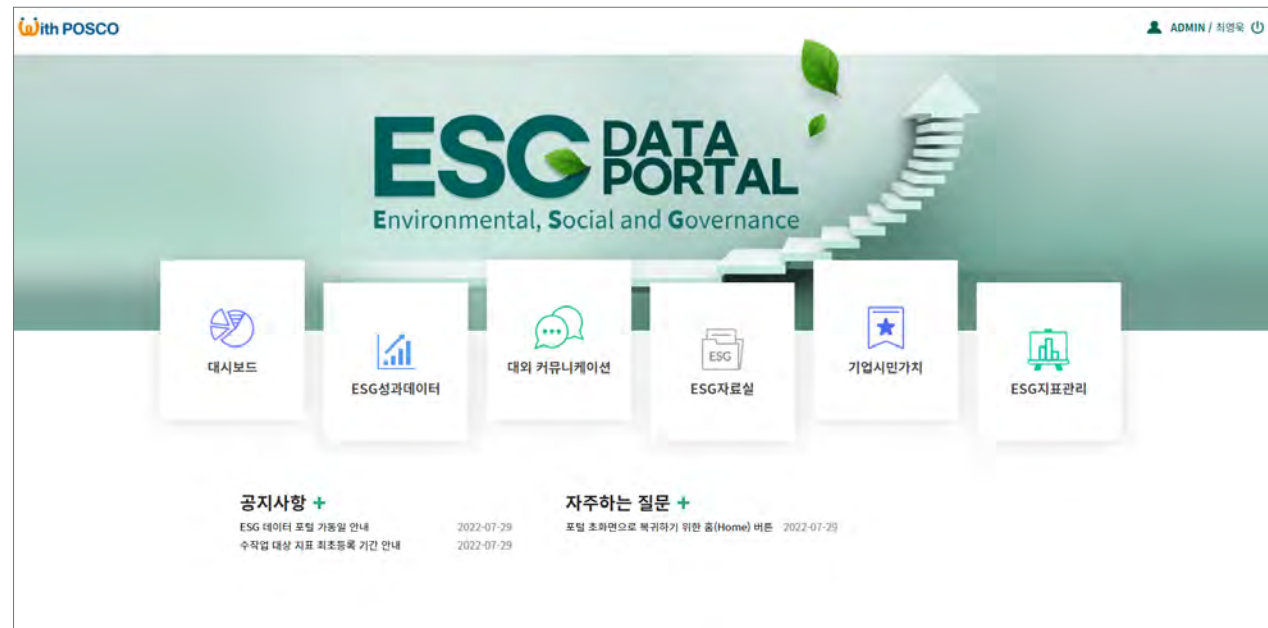 With POSCO
ADMIN / 최영욱
ESG DATA PORTAL
Environmental, Social and Governance
대시보드
ESG성과데이터
대외 커뮤니케이션
ESG
ESG자료실
기업시민가치
ESG지표관리
공지사항 +
ESG 데이터 포털 가동일 안내 2022-07-29
수작업 대상 지표 최초등록 기간 안내 2022-07-29
자주하는 질문 +
포털 초화면으로 복귀하기 위한 홈(Home) 버튼 2022-07-29